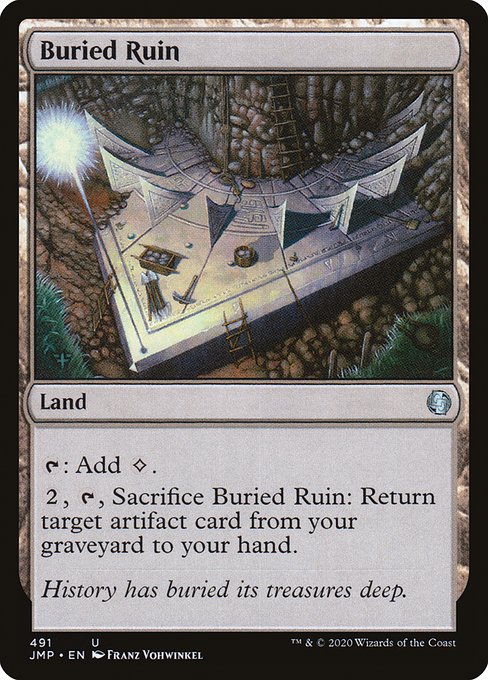 Buried Ruin
Land
: Add .
2, , Sacrifice Buried Ruin: Return
target artifact card from your
graveyard to your hand.
History has buried its treasures deep.
491 U ™ & © 2020 Wizards of the Coast
JMP • EN Franz Vohwinkel